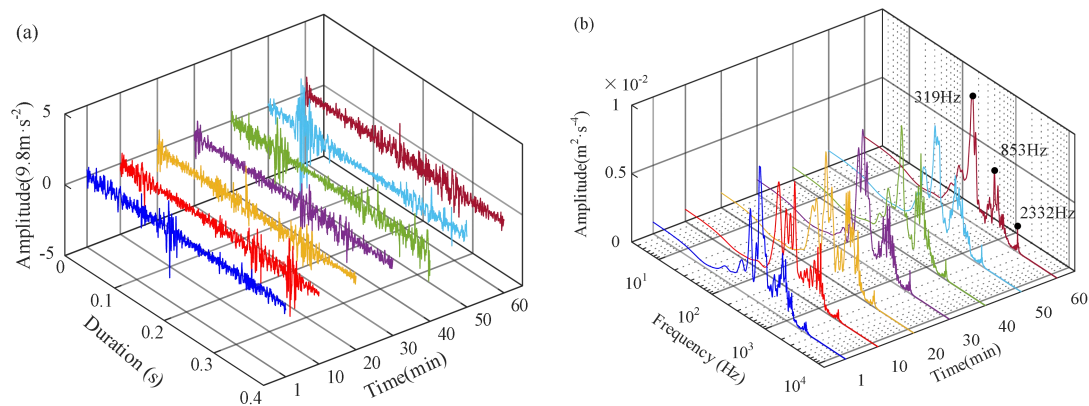 (a)
Amplitude(9.8m·s-2)
5
0
-5
0
0.1
0.2
0.3
0.4
Duration (s)
1
10
20
30
40
50
60
Time(min)
(b)
× 10-2
Amplitude(m2·s-4)
1
0.5
0
101
102
103
104
Frequency (Hz)
1
10
20
30
40
50
60
Time(min)
319Hz
853Hz
2332Hz